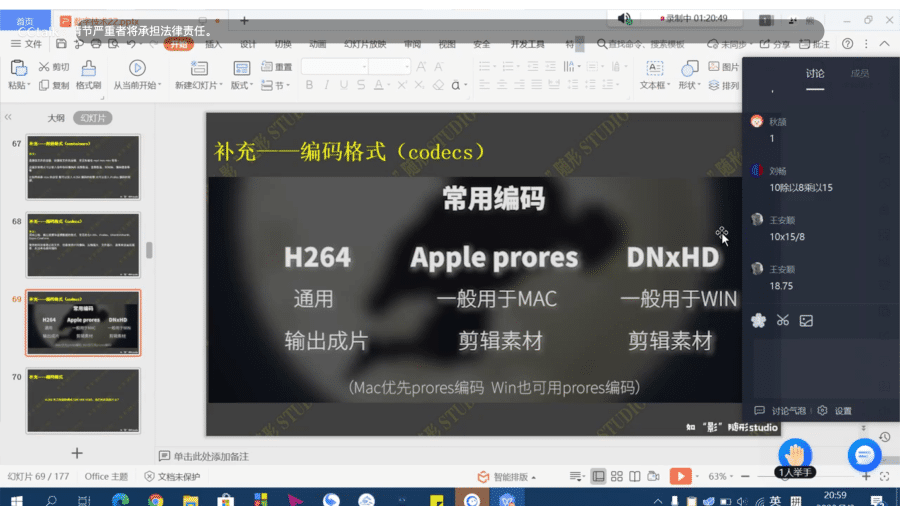 首页
数字技术22.pptx
情节严重者将承担法律责任。
录制中 01:20:49
文件
开始
插入
设计
切换
动画
幻灯片放映
审阅
视图
安全
开发工具
特
查找命令、搜索模板
未同步
分享
批注
粘贴
剪切
复制
格式刷
从当前开始
新建幻灯片
版式
重置
节
文本框
形状
图片
排列
大纲
幻灯片
67
68
69
70
补充——编码格式（codecs）
常用编码
H264 Apple prores DNxHD
通用 一般用于MAC 一般用于WIN
输出成片 剪辑素材 剪辑素材
（Mac优先prores编码 Win也可用prores编码）
如“影”随形studio
讨论
成员
秋頴
1
刘畅
10除以8乘以15
王安颖
10x15/8
王安颖
18.75
讨论气泡
设置
1人举手
单击此处添加备注
幻灯片 69 / 177
Office 主题
文档未保护
智能排版
63%
英
20:59